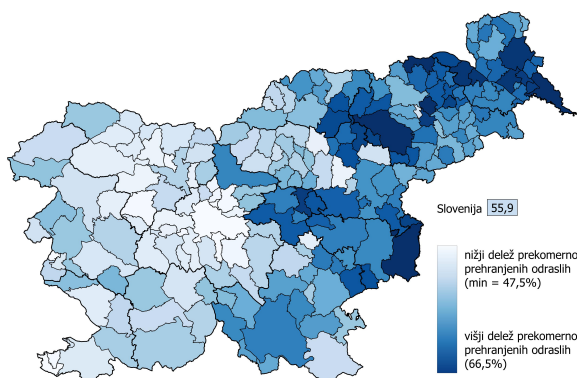 Slovenija 55,9
nižji delež prekomerno
prehranjenih odraslih
(min = 47,5%)
višji delež prekomerno
prehranjenih odraslih
(66,5%)